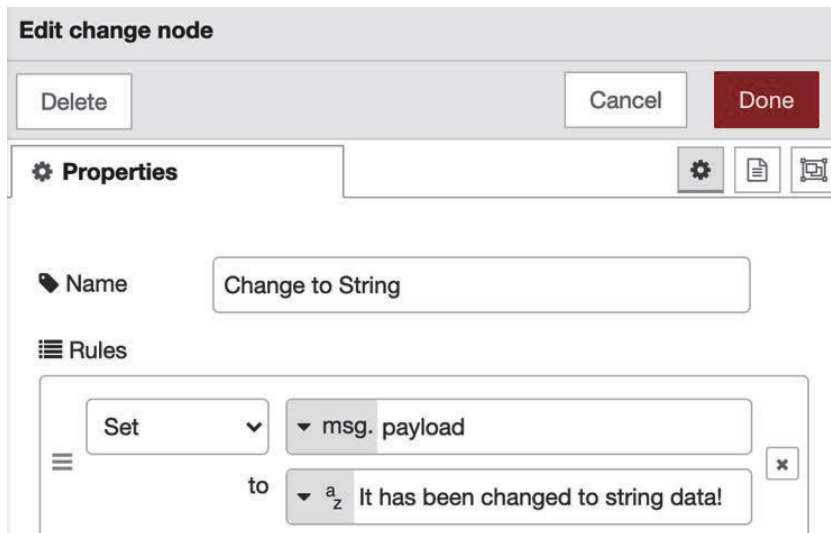 Edit change node
Delete
Cancel
Done
Properties
Name
Change to String
Rules
Set
msg. payload
to
a
z
It has been changed to string data!